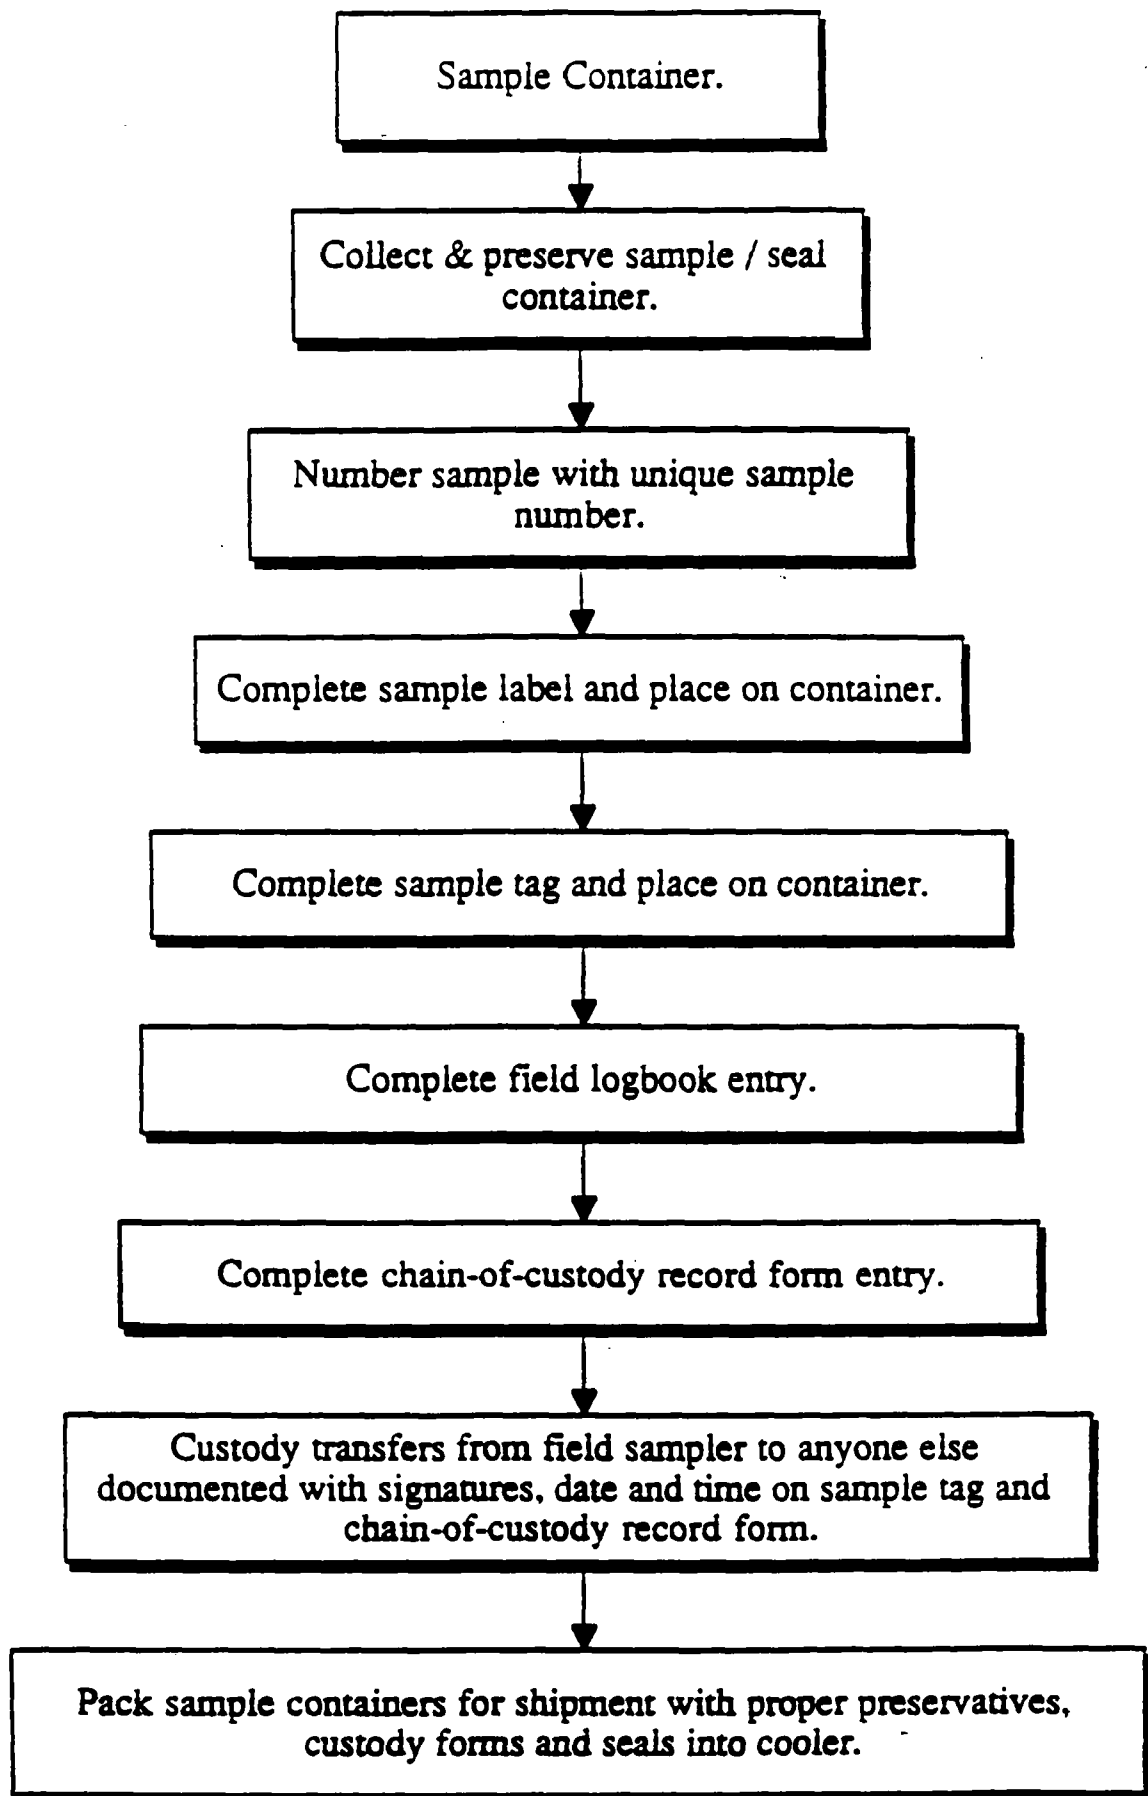 Sample Container.
Collect & preserve sample / seal
container.
Number sample with unique sample
number.
Complete sample label and place on container.
Complete sample tag and place on container.
Complete field logbook entry.
Complete chain-of-custody record form entry.
Custody transfers from field sampler to anyone else
documented with signatures, date and time on sample tag and
chain-of-custody record form.
Pack sample containers for shipment with proper preservatives,
custody forms and seals into cooler.